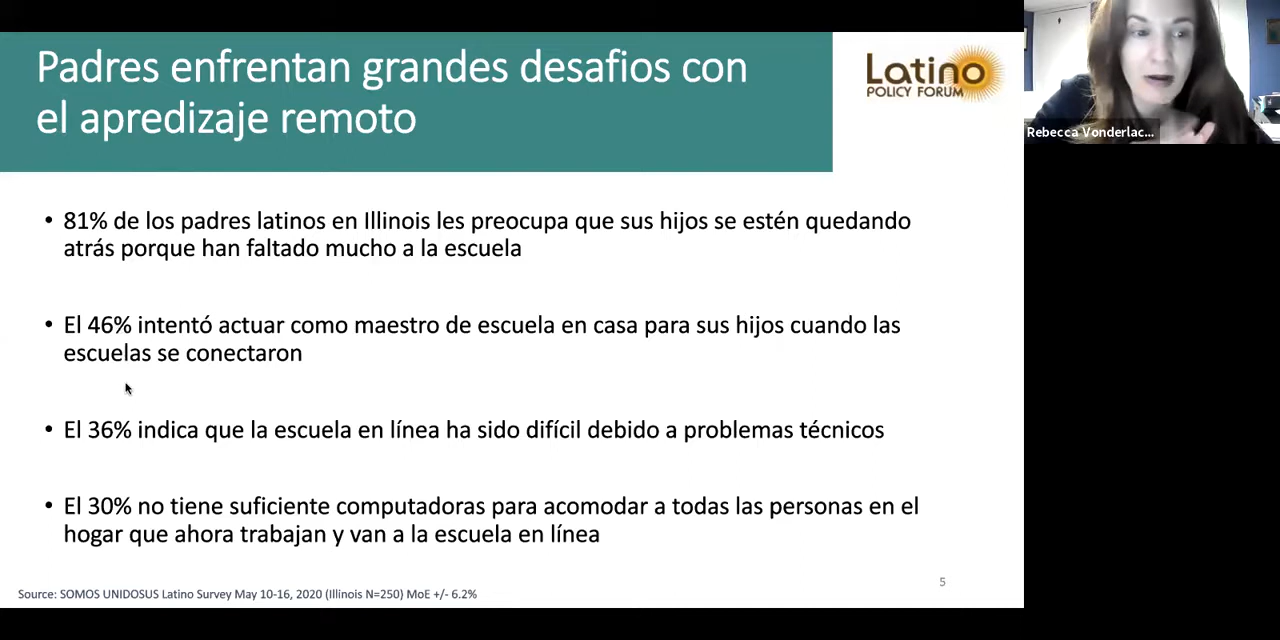 Padres enfrentan grandes desafios con
el apredizaje remoto
Latino
POLICY FORUM
Rebecca Vonderlac...
• 81% de los padres latinos en Illinois les preocupa que sus hijos se estén quedando
atrás porque han faltado mucho a la escuela
• El 46% intentó actuar como maestro de escuela en casa para sus hijos cuando las
escuelas se conectaron
• El 36% indica que la escuela en línea ha sido difícil debido a problemas técnicos
• El 30% no tiene suficiente computadoras para acomodar a todas las personas en el
hogar que ahora trabajan y van a la escuela en línea
5
Source: SOMOS UNIDOSUS Latino Survey May 10-16, 2020 (Illinois N=250) MoE +/- 6.2%